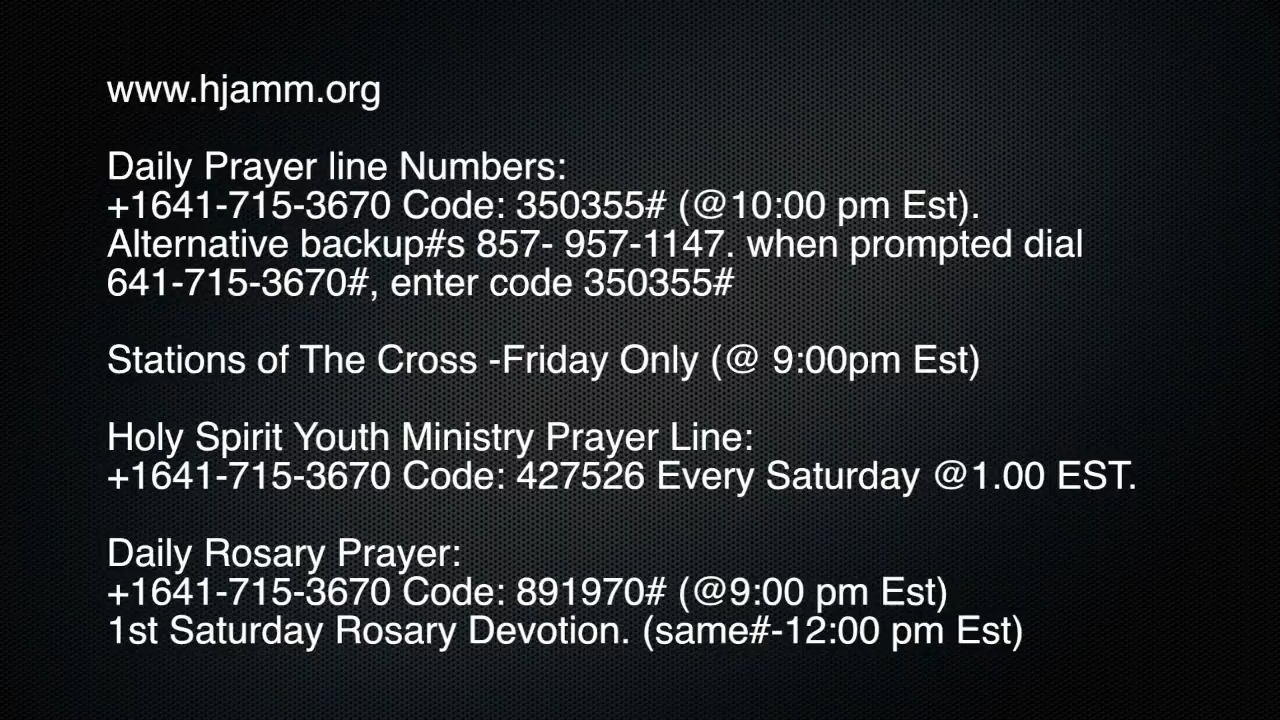 www.hjamm.org
Daily Prayer line Numbers:
+1641-715-3670 Code: 350355# (@10:00 pm Est).
Alternative backup#s 857- 957-1147. when prompted dial
641-715-3670#, enter code 350355#
Stations of The Cross -Friday Only (@ 9:00pm Est)
Holy Spirit Youth Ministry Prayer Line:
+1641-715-3670 Code: 427526 Every Saturday @1.00 EST.
Daily Rosary Prayer:
+1641-715-3670 Code: 891970# (@9:00 pm Est)
1st Saturday Rosary Devotion. (same#-12:00 pm Est)